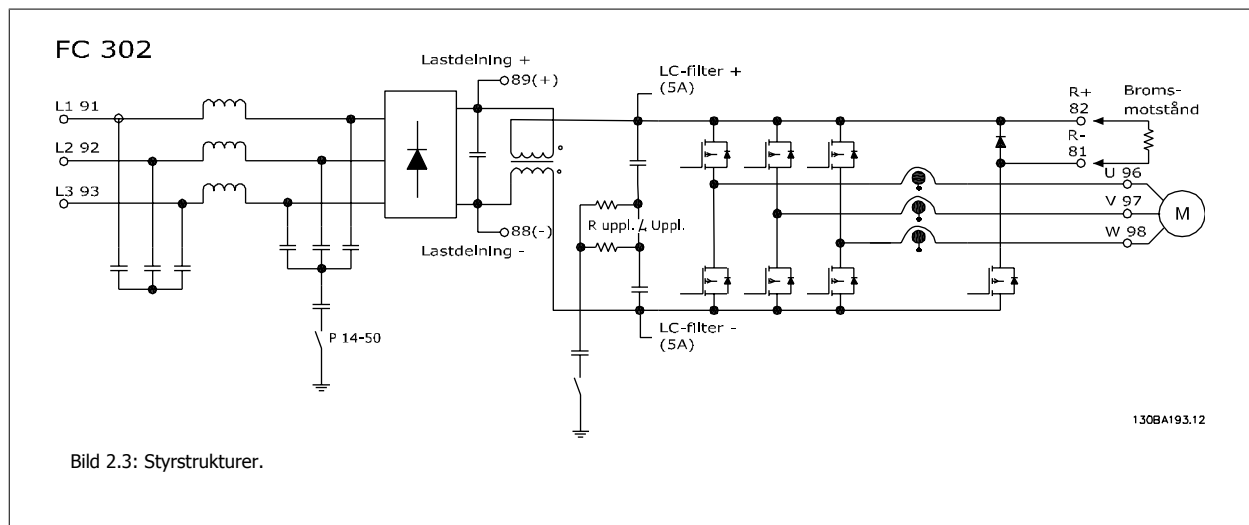 FC 302
Lastdelning +
89(+)
LC-filter +
(5A)
R+
82
Broms-
motstånd
R-
81
L1 91
L2 92
L3 93
U 96
V 97
W 98
M
R uppl.
Uppl.
88(-)
Lastdelning -
LC-filter -
(5A)
P 14-50
130BA193.12
Bild 2.3: Styrstrukturer.